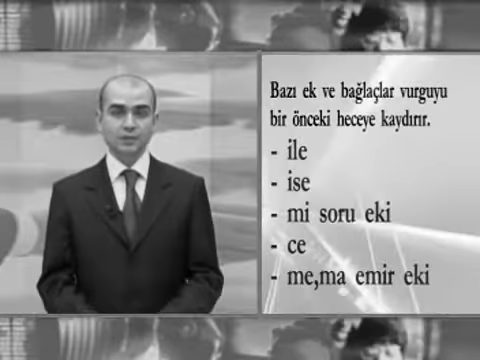 Bazı ek ve bağlaçlar vurguyu
bir önceki heceye kaydırır.
- ile
- ise
- mi soru eki
- ce
- me,ma emir eki